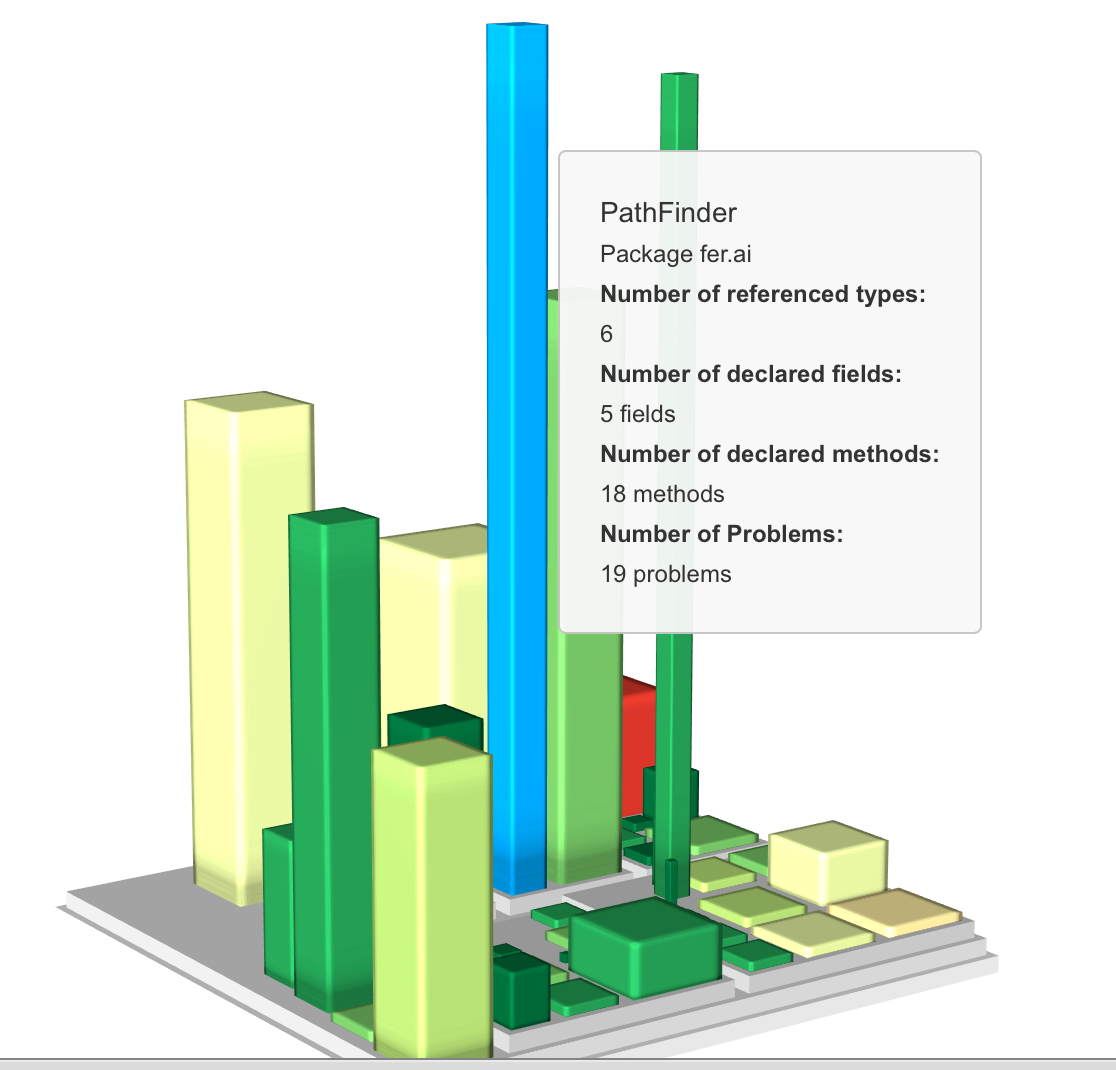 PathFinder
Package fer.ai
Number of referenced types:
6
Number of declared fields:
5 fields
Number of declared methods:
18 methods
Number of Problems:
19 problems